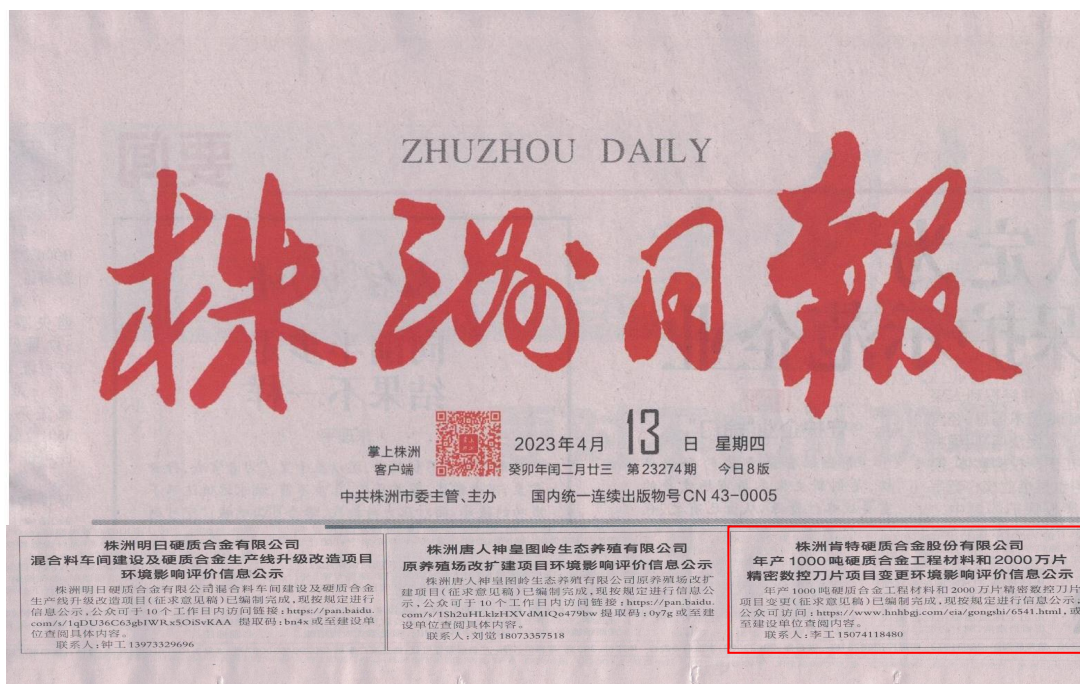 ZHUZHOU DAILY
株洲日报
掌上株洲
客户端
2023年4月 13 日 星期四
癸卯年闰二月廿三 第23274期 今日8版
中共株洲市委主管、主办 国内统一连续出版物号CN 43-0005
株洲明日硬质合金有限公司
混合料车间建设及硬质合金生产线升级改造项目
环境影响评价信息公示
株洲明日硬质合金有限公司混合料车间建设及硬质合金
生产线升级改造项目(征求意见稿)已编制完成,现按规定进行
信息公示,公众可于10个工作日内访问链接:https://pan.baidu.
com/s/1qDU36C63gbIWRx5OiSvKAA 提取码:bn4x 或至建设单
位查阅具体内容。
联系人:钟工 13973329696
株洲唐人神皇图岭生态养殖有限公司
原养殖场改扩建项目环境影响评价信息公示
株洲唐人神皇图岭生态养殖有限公司原养殖场改扩
建项目(征求意见稿)已编制完成,现按规定进行信息公
示,公众可于10个工作日内访问链接:https://pan.baidu.
com/s/1Sh2uHLklzHXVdMIQo479bw 提取码:0y7g 或至建
设单位查阅具体内容。
联系人:刘堂 18073357518
株洲肯特硬质合金股份有限公司
年产1000吨硬质合金工程材料和2000万片
精密数控刀片项目变更环境影响评价信息公示
年产1000吨硬质合金工程材料和2000万片精密数控刀片
项目变更(征求意见稿)已编制完成,现按规定进行信息公示,
公众可访问:https://www.hnhbgj.com/eia/gongshi/6541.html,或
至建设单位查阅内容。
联系人:李工 15074118480